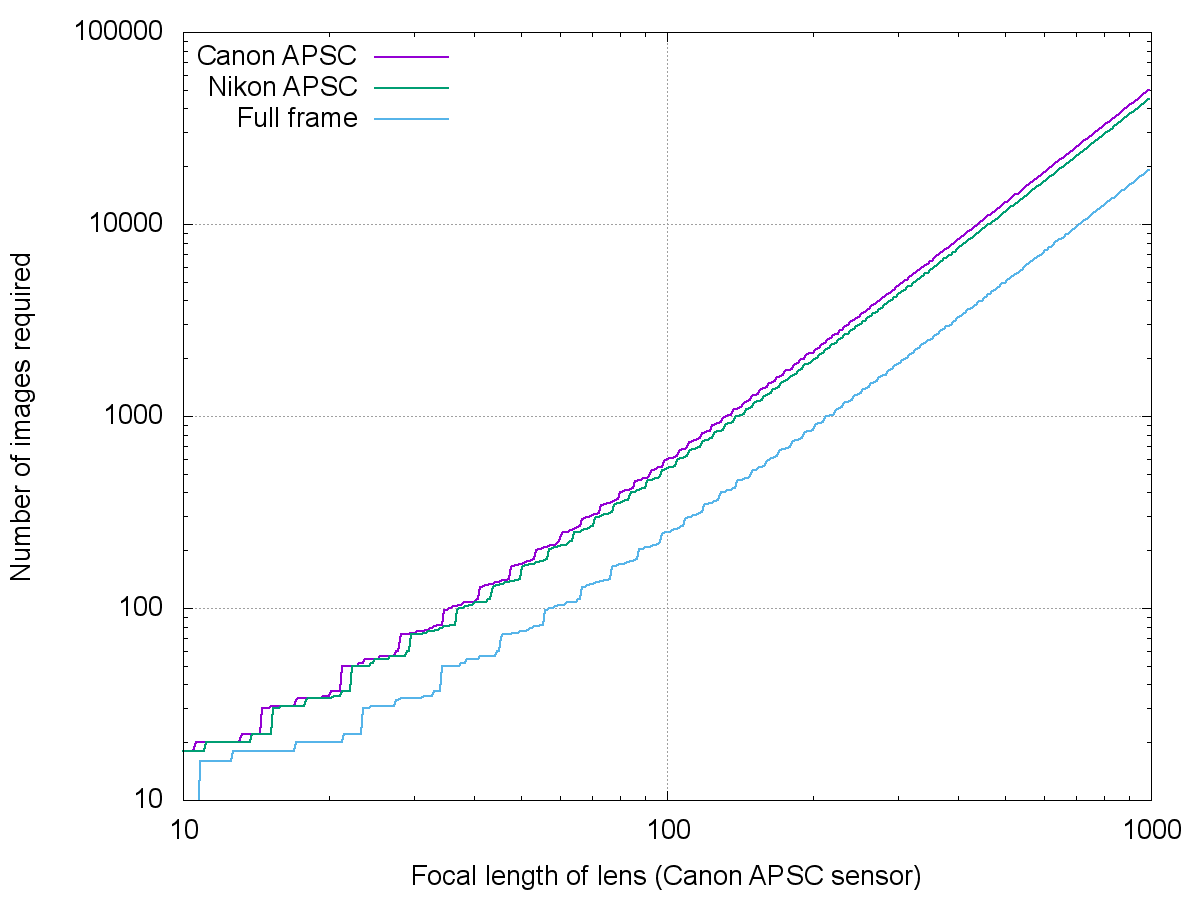 100000
10000
1000
100
10
10
100
1000
Number of images required
Focal length of lens (Canon APSC sensor)
Canon APSC
Nikon APSC
Full frame